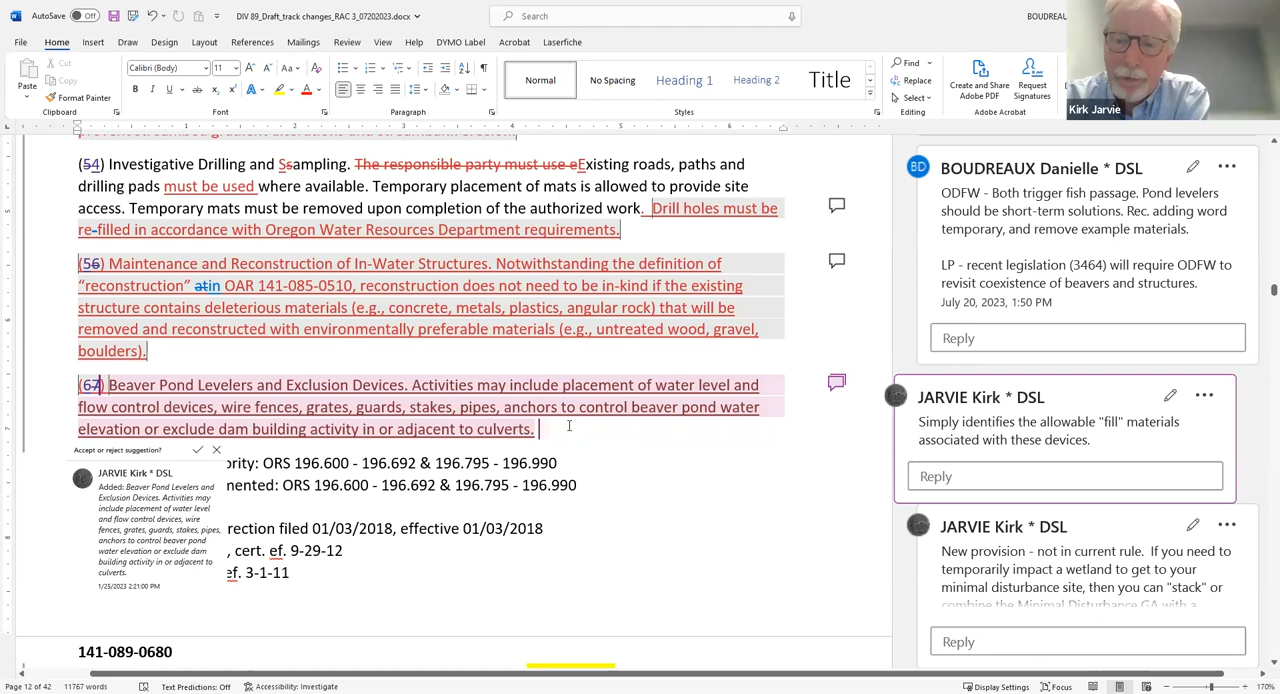 AutoSave Off DIV 89_Draft_track changes_RAC 3_07202023.docx Search BOUDREAU
File Home Insert Draw Design Layout References Mailings Review View Help DYMO Label Acrobat Laserfiche
Paste Cut Copy Format Painter Clipboard
Calibri (Body) 11 Font
Paragraph
Normal No Spacing Heading 1 Heading 2 Title Styles
Find Replace Select Editing
Create and Share Adobe PDF Request Signatures Adobe Acrobat
Kirk Jarvie
(54) Investigative Drilling and Ssampling. The responsible party must use eExisting roads, paths and
drilling pads must be used where available. Temporary placement of mats is allowed to provide site
access. Temporary mats must be removed upon completion of the authorized work. Drill holes must be
re-filled in accordance with Oregon Water Resources Department requirements.
(56) Maintenance and Reconstruction of In-Water Structures. Notwithstanding the definition of
“reconstruction” atin OAR 141-085-0510, reconstruction does not need to be in-kind if the existing
structure contains deleterious materials (e.g., concrete, metals, plastics, angular rock) that will be
removed and reconstructed with environmentally preferable materials (e.g., untreated wood, gravel,
boulders).
(67) Beaver Pond Levelers and Exclusion Devices. Activities may include placement of water level and
flow control devices, wire fences, grates, guards, stakes, pipes, anchors to control beaver pond water
elevation or exclude dam building activity in or adjacent to culverts.
Accept or reject suggestion?
JARVIE Kirk * DSL
Added: Beaver Pond Levelers and
Exclusion Devices. Activities may
include placement of water level
and flow control devices, wire
fences, grates, guards, stakes, pipes,
anchors to control beaver pond
water elevation or exclude dam
building activity in or adjacent to
culverts.
1/25/2023 2:21:00 PM
ority: ORS 196.600 - 196.692 & 196.795 - 196.990
mented: ORS 196.600 - 196.692 & 196.795 - 196.990
rrection filed 01/03/2018, effective 01/03/2018
, cert. ef. 9-29-12
ef. 3-1-11
141-089-0680
BD BOUDREAUX Danielle * DSL
ODFW - Both trigger fish passage. Pond levelers
should be short-term solutions. Rec. adding word
temporary, and remove example materials.
LP - recent legislation (3464) will require ODFW to
revisit coexistence of beavers and structures.
July 20, 2023, 1:50 PM
Reply
JARVIE Kirk * DSL
Simply identifies the allowable "fill" materials
associated with these devices.
Reply
JARVIE Kirk * DSL
New provision - not in current rule. If you need to
temporarily impact a wetland to get to your
minimal disturbance site, then you can "stack" or
combine the Minimal Disturbance GA with a
Reply
Page 12 of 42 11767 words Text Predictions: Off Accessibility: Investigate Display Settings Focus 170%